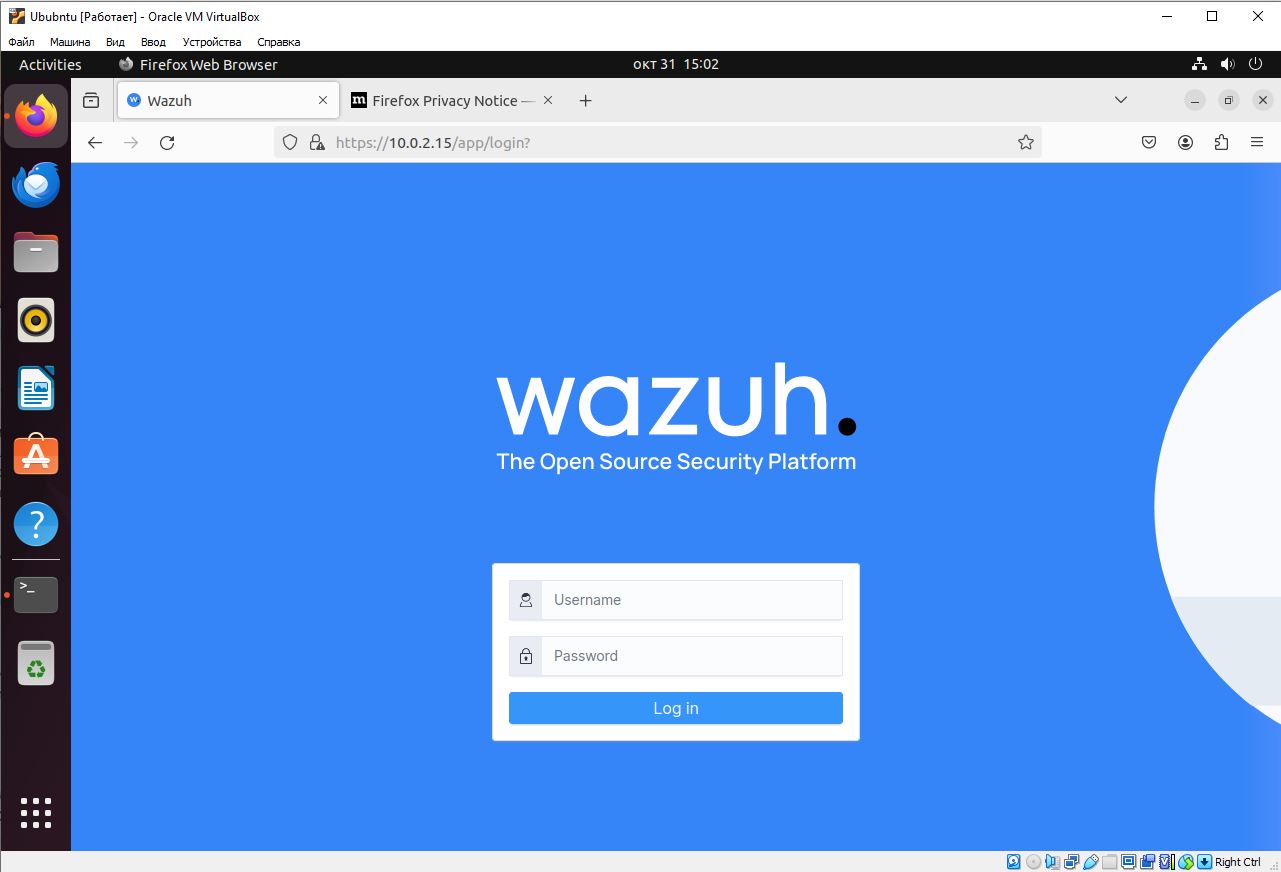 Ububntu [Работает] - Oracle VM VirtualBox
Файл Машина Вид Ввод Устройства Справка
Activities Firefox Web Browser окт 31 15:02
Wazuh m Firefox Privacy Notice —
https://10.0.2.15/app/login?
wazuh.
The Open Source Security Platform
Username
Password
Log in
Right Ctrl